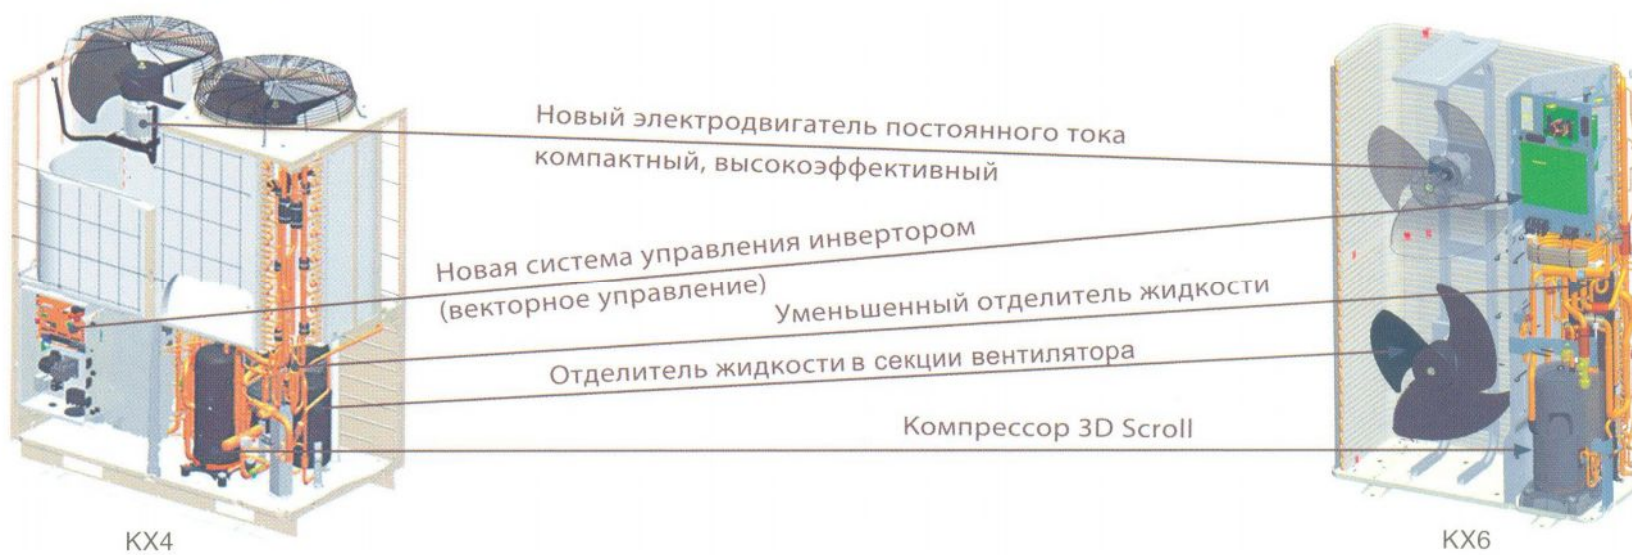 Новый электродвигатель постоянного тока
компактный, высокоэффективный
Новая система управления инвертором
(векторное управление)
Уменьшенный отделитель жидкости
Отделитель жидкости в секции вентилятора
Компрессор 3D Scroll
KX4
KX6